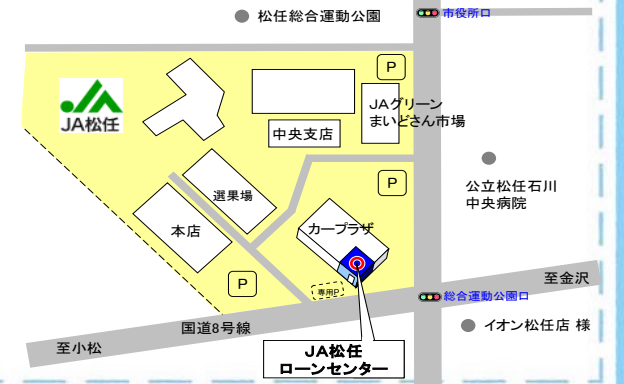 松任総合運動公園
市役所口
P
JA松任
JAグリーン
まいどさん市場
中央支店
選果場
P
公立松任石川
中央病院
本店
カープラザ
P
専用P
至金沢
総合運動公園口
国道8号線
イオン松任店 様
至小松
JA松任
ローンセンター